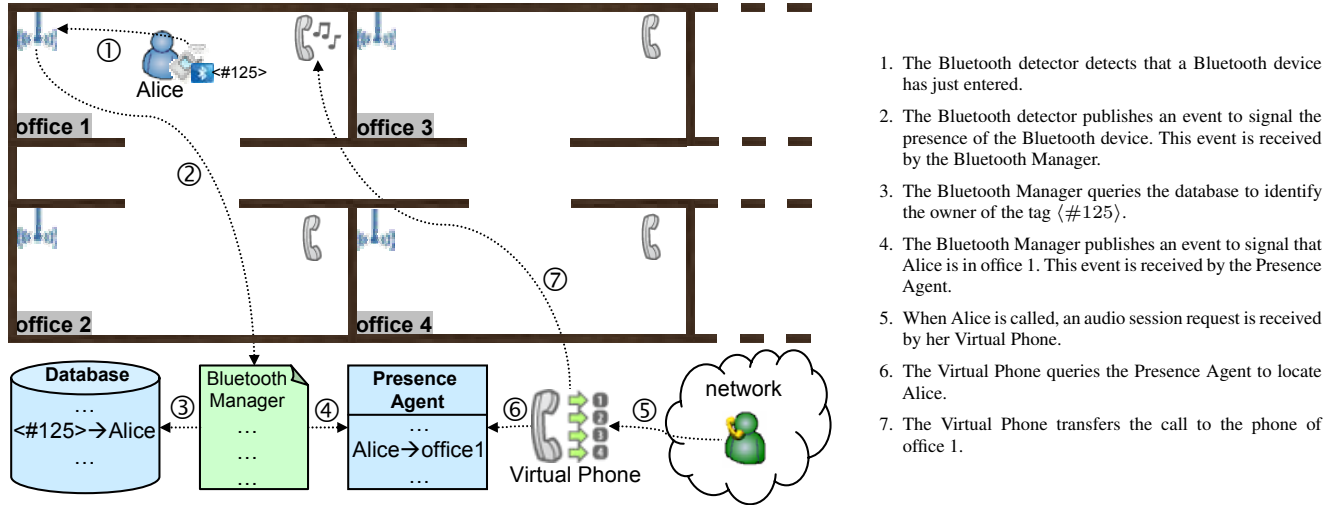 ①
<#125>
Alice
office 1
office 3
②
office 2
office 4
⑦
Database
...
<#125>→Alice
...
③
Bluetooth
Manager
...
...
...
④
Presence
Agent
...
Alice→office1
...
⑥
1
2
3
4
Virtual Phone
⑤
network
1. The Bluetooth detector detects that a Bluetooth device
has just entered.
2. The Bluetooth detector publishes an event to signal the
presence of the Bluetooth device. This event is received
by the Bluetooth Manager.
3. The Bluetooth Manager queries the database to identify
the owner of the tag ⟨#125⟩.
4. The Bluetooth Manager publishes an event to signal that
Alice is in office 1. This event is received by the Presence
Agent.
5. When Alice is called, an audio session request is received
by her Virtual Phone.
6. The Virtual Phone queries the Presence Agent to locate
Alice.
7. The Virtual Phone transfers the call to the phone of
office 1.